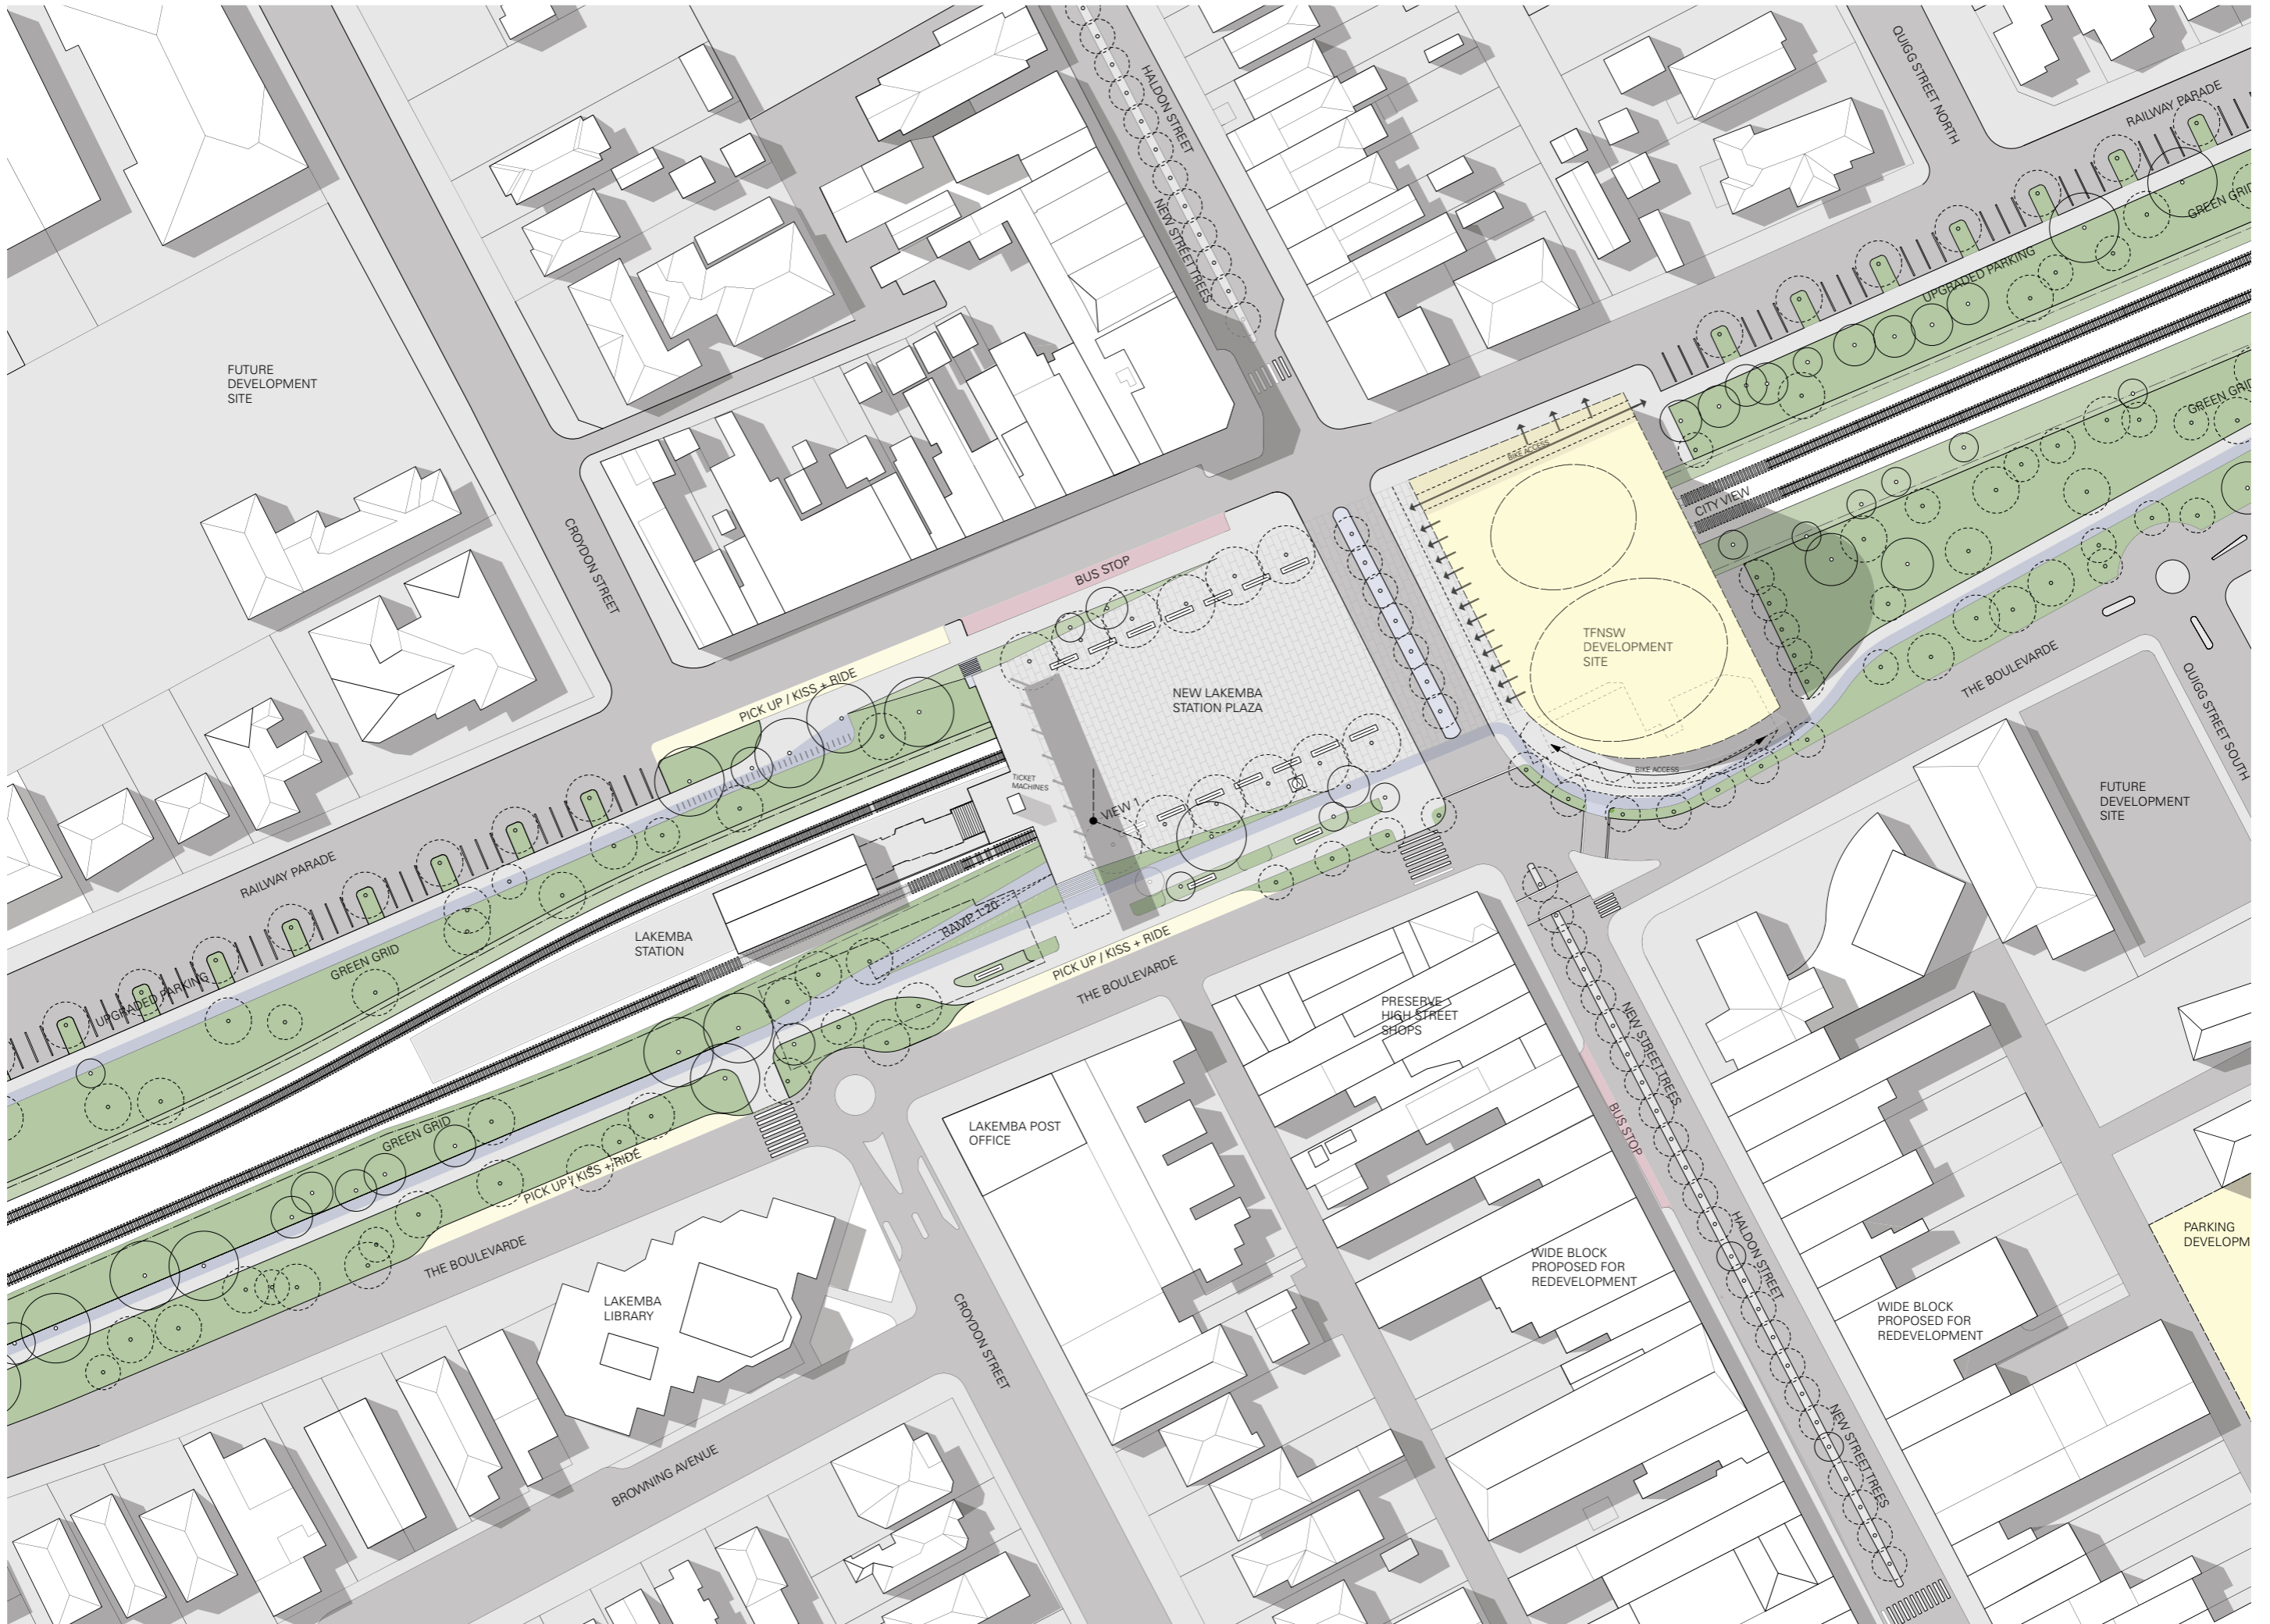 QUIGG STREET NORTH
RAILWAY PARADE
HALDON STREET
NEW STREET TREES
GREEN GRID
UPGRADED PARKING
FUTURE
DEVELOPMENT
SITE
GREEN GRID
BIKE ACCESS
CITY VIEW
CROYDON STREET
BUS STOP
TFNSW
DEVELOPMENT
SITE
THE BOULEVARDE
QUIGG STREET SOUTH
PICK UP / KISS + RIDE
NEW LAKEMBA
STATION PLAZA
BIKE ACCESS
TICKET
MACHINES
VIEW 1
FUTURE
DEVELOPMENT
SITE
RAILWAY PARADE
RAMP 1:20
LAKEMBA
STATION
GREEN GRID
UPGRADED PARKING
PICK UP / KISS + RIDE
THE BOULEVARDE
PRESERVE
HIGH STREET
SHOPS
NEW STREET TREES
BUS STOP
LAKEMBA POST
OFFICE
GREEN GRID
PICK UP / KISS + RIDE
THE BOULEVARDE
HALDON STREET
WIDE BLOCK
PROPOSED FOR
REDEVELOPMENT
PARKING
DEVELOPM
LAKEMBA
LIBRARY
CROYDON STREET
WIDE BLOCK
PROPOSED FOR
REDEVELOPMENT
NEW STREET TREES
BROWNING AVENUE